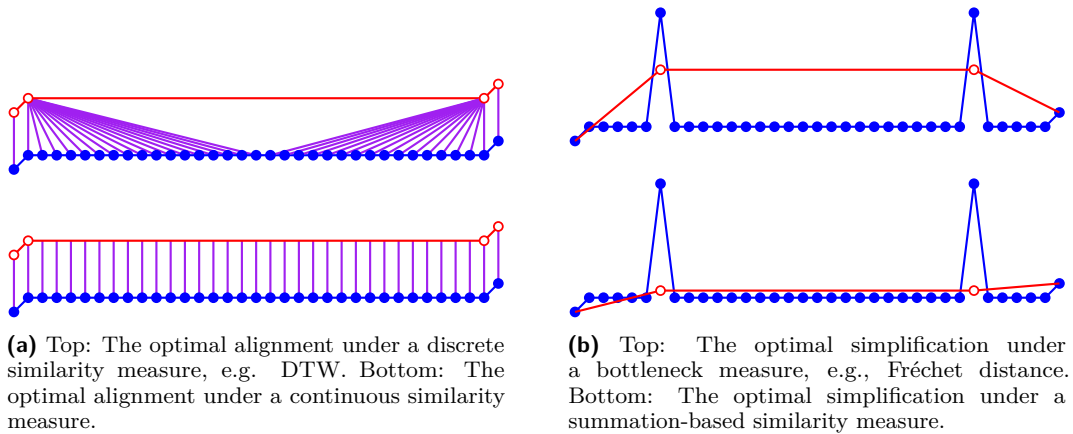 (a) Top: The optimal alignment under a discrete
similarity measure, e.g. DTW. Bottom: The
optimal alignment under a continuous similarity
measure.
(b) Top: The optimal simplification under
a bottleneck measure, e.g., Fréchet distance.
Bottom: The optimal simplification under a
summation-based similarity measure.